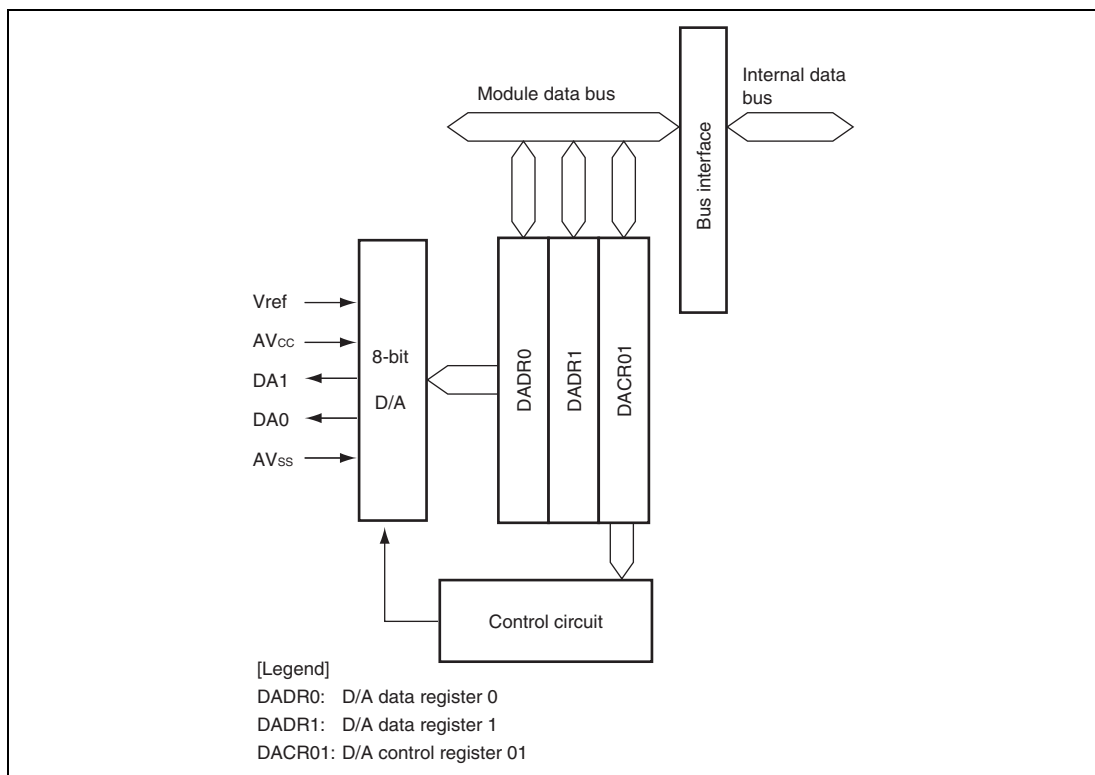 Module data bus
Internal data
bus
Bus interface
Vref
AVCC
DA1
DA0
AVSS
8-bit
D/A
DADR0
DADR1
DACR01
Control circuit
[Legend]
DADR0: D/A data register 0
DADR1: D/A data register 1
DACR01: D/A control register 01